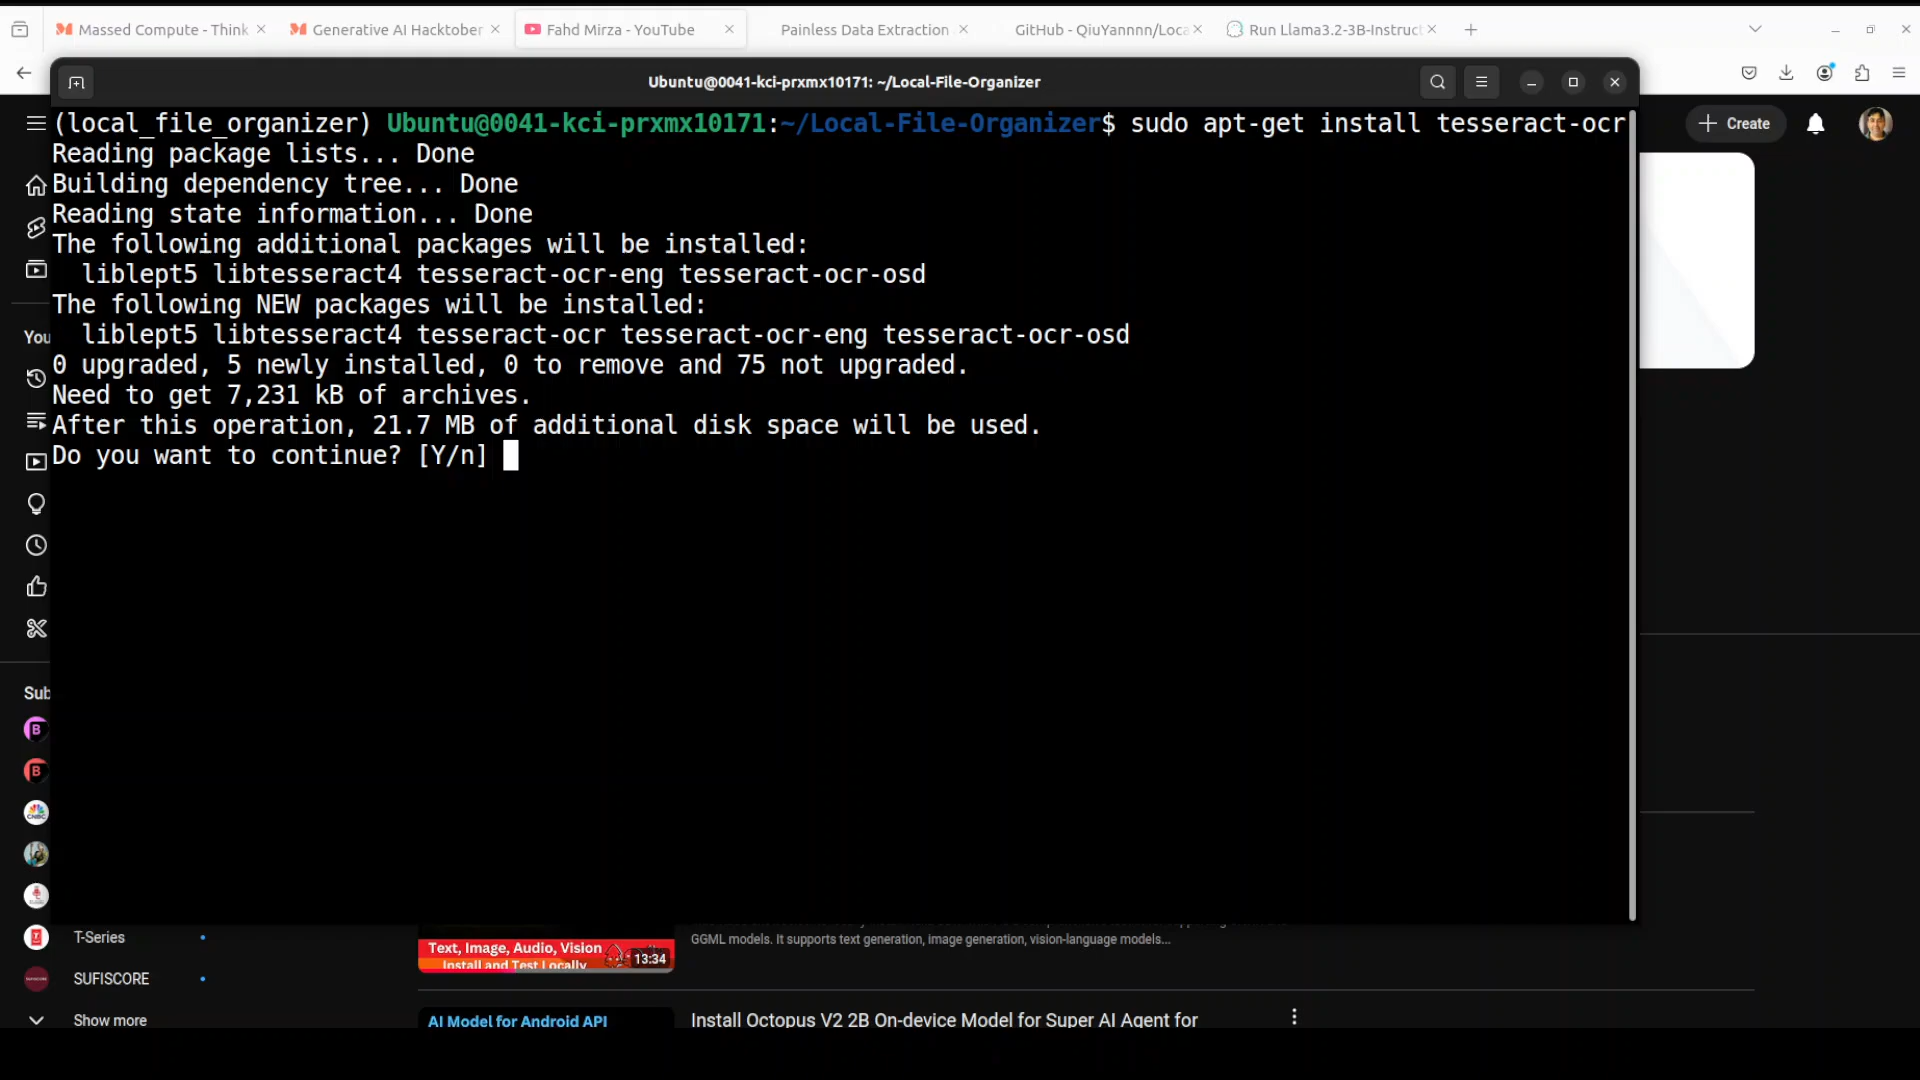 Massed Compute - Think
Generative AI Hacktober
Fahd Mirza - YouTube
Painless Data Extraction
GitHub - QiuYannnn/Loca
Run Llama3.2-3B-Instruct
Ubuntu@0041-kci-prxmx10171: ~/Local-File-Organizer
(local_file_organizer) Ubuntu@0041-kci-prxmx10171:~/Local-File-Organizer$ sudo apt-get install tesseract-ocr
Reading package lists... Done
Building dependency tree... Done
Reading state information... Done
The following additional packages will be installed:
liblept5 libtesseract4 tesseract-ocr-eng tesseract-ocr-osd
The following NEW packages will be installed:
liblept5 libtesseract4 tesseract-ocr tesseract-ocr-eng tesseract-ocr-osd
0 upgraded, 5 newly installed, 0 to remove and 75 not upgraded.
Need to get 7,231 kB of archives.
After this operation, 21.7 MB of additional disk space will be used.
Do you want to continue? [Y/n]
Create
You
Sub
B
B
CNBC
T-Series
SUFISCORE
Show more
Text, Image, Audio, Vision
Install and Test Locally
13:34
GGML models. It supports text generation, image generation, vision-language models...
AI Model for Android API
Install Octopus V2 2B On-device Model for Super AI Agent for